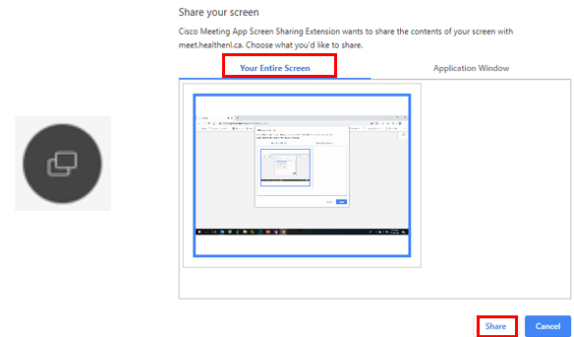 Share your screen
Cisco Meeting App Screen Sharing Extension wants to share the contents of your screen with
meet.healthenl.ca. Choose what you'd like to share.
Your Entire Screen
Application Window
Share
Cancel